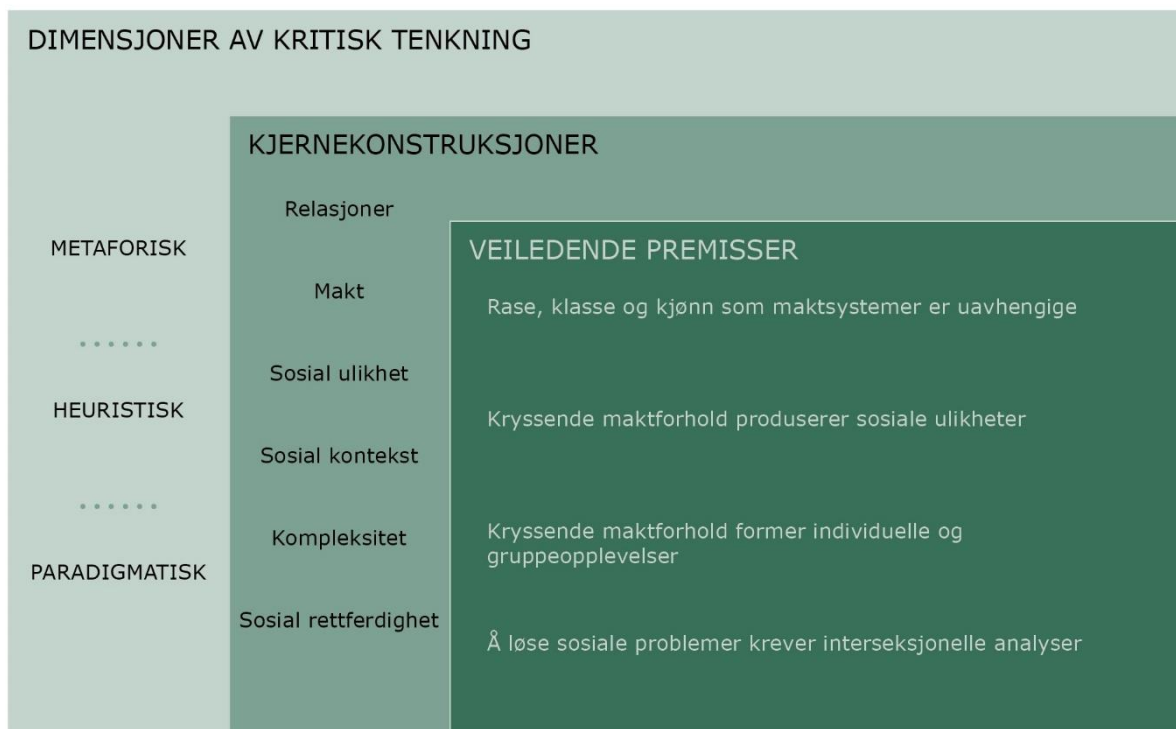 DIMENSJONER AV KRITISK TENKNING
METAFORISK
HEURISTISK
PARADIGMATISK
KJERNEKONSTRUKSJONER
Relasjoner
Makt
Sosial ulikhet
Sosial kontekst
Kompleksitet
Sosial rettferdighet
VEILEDENDE PREMISSER
Rase, klasse og kjønn som maktsystemer er uavhengige
Kryssende maktforhold produserer sosiale ulikheter
Kryssende maktforhold former individuelle og
gruppeopplevelser
Å løse sosiale problemer krever interseksjonelle analyser